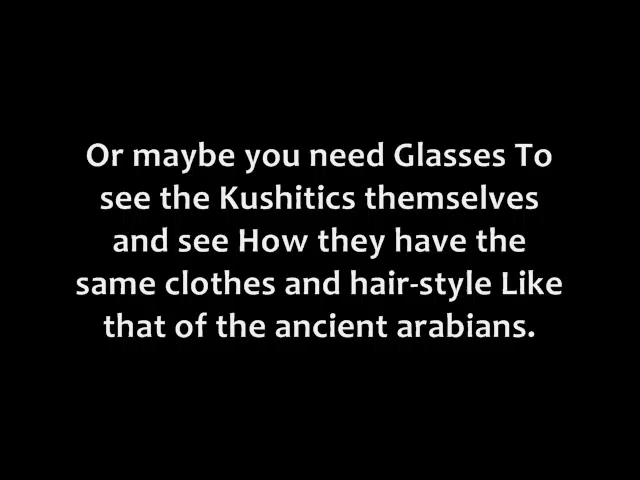 Or maybe you need Glasses To
see the Kushitics themselves
and see How they have the
same clothes and hair-style Like
that of the ancient arabians.